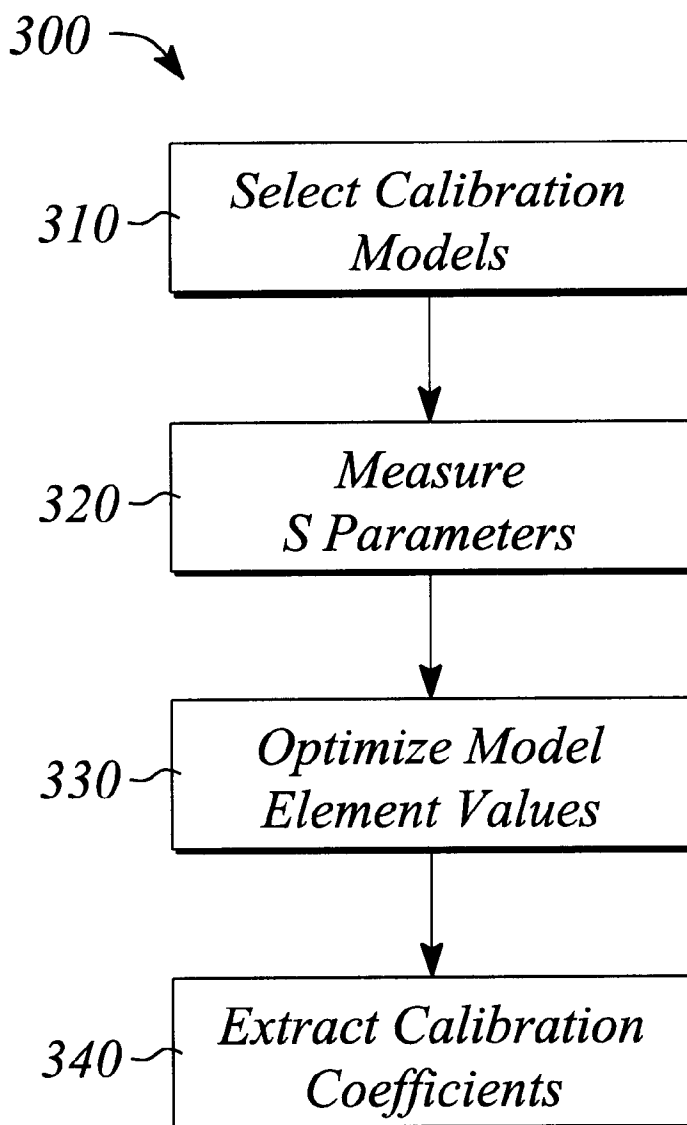 300
310
Select Calibration
Models
320
Measure
S Parameters
330
Optimize Model
Element Values
340
Extract Calibration
Coefficients